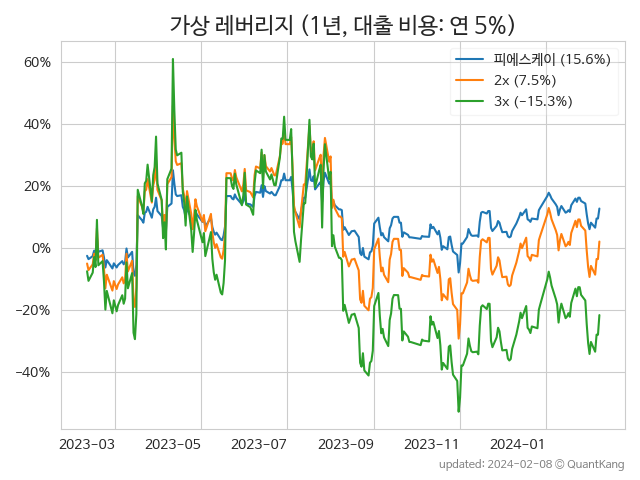 가상 레버리지 (1년, 대출 비용: 연 5%)
피에스케이 (15.6%)
2x (7.5%)
3x (−15.3%)
60%
40%
20%
0%
−20%
−40%
2023−03 2023−05 2023−07 2023−09 2023−11 2024−01
updated: 2024-02-08 © QuantKang